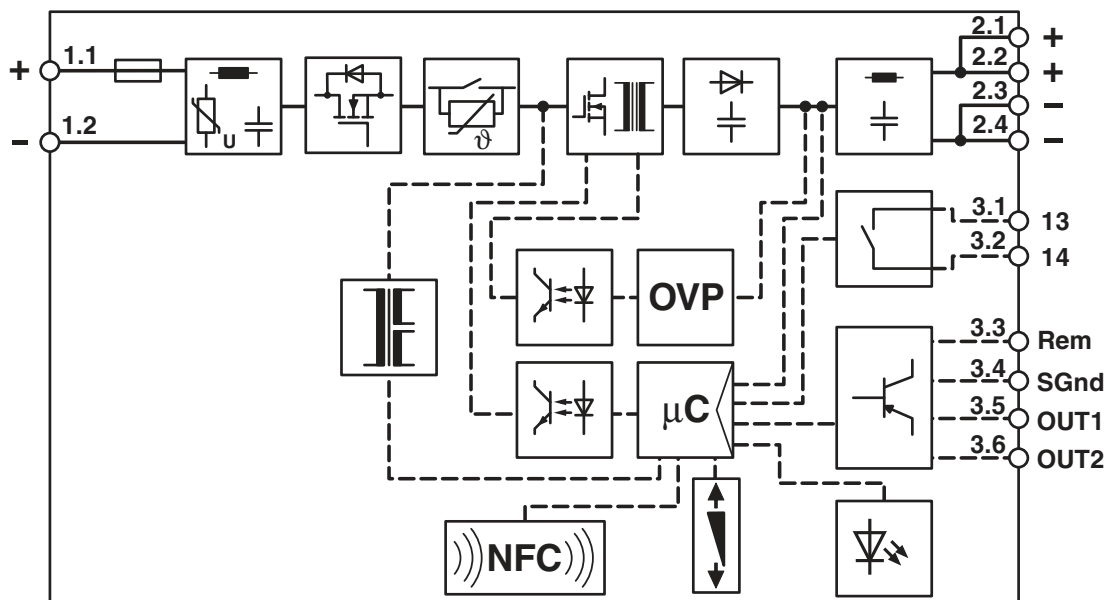 + 1.1
- 1.2
U
ϑ
2.1 +
2.2 +
2.3 −
2.4 −
3.1 13
3.2 14
OVP
3.3 Rem
3.4 SGnd
3.5 OUT1
3.6 OUT2
µC
NFC